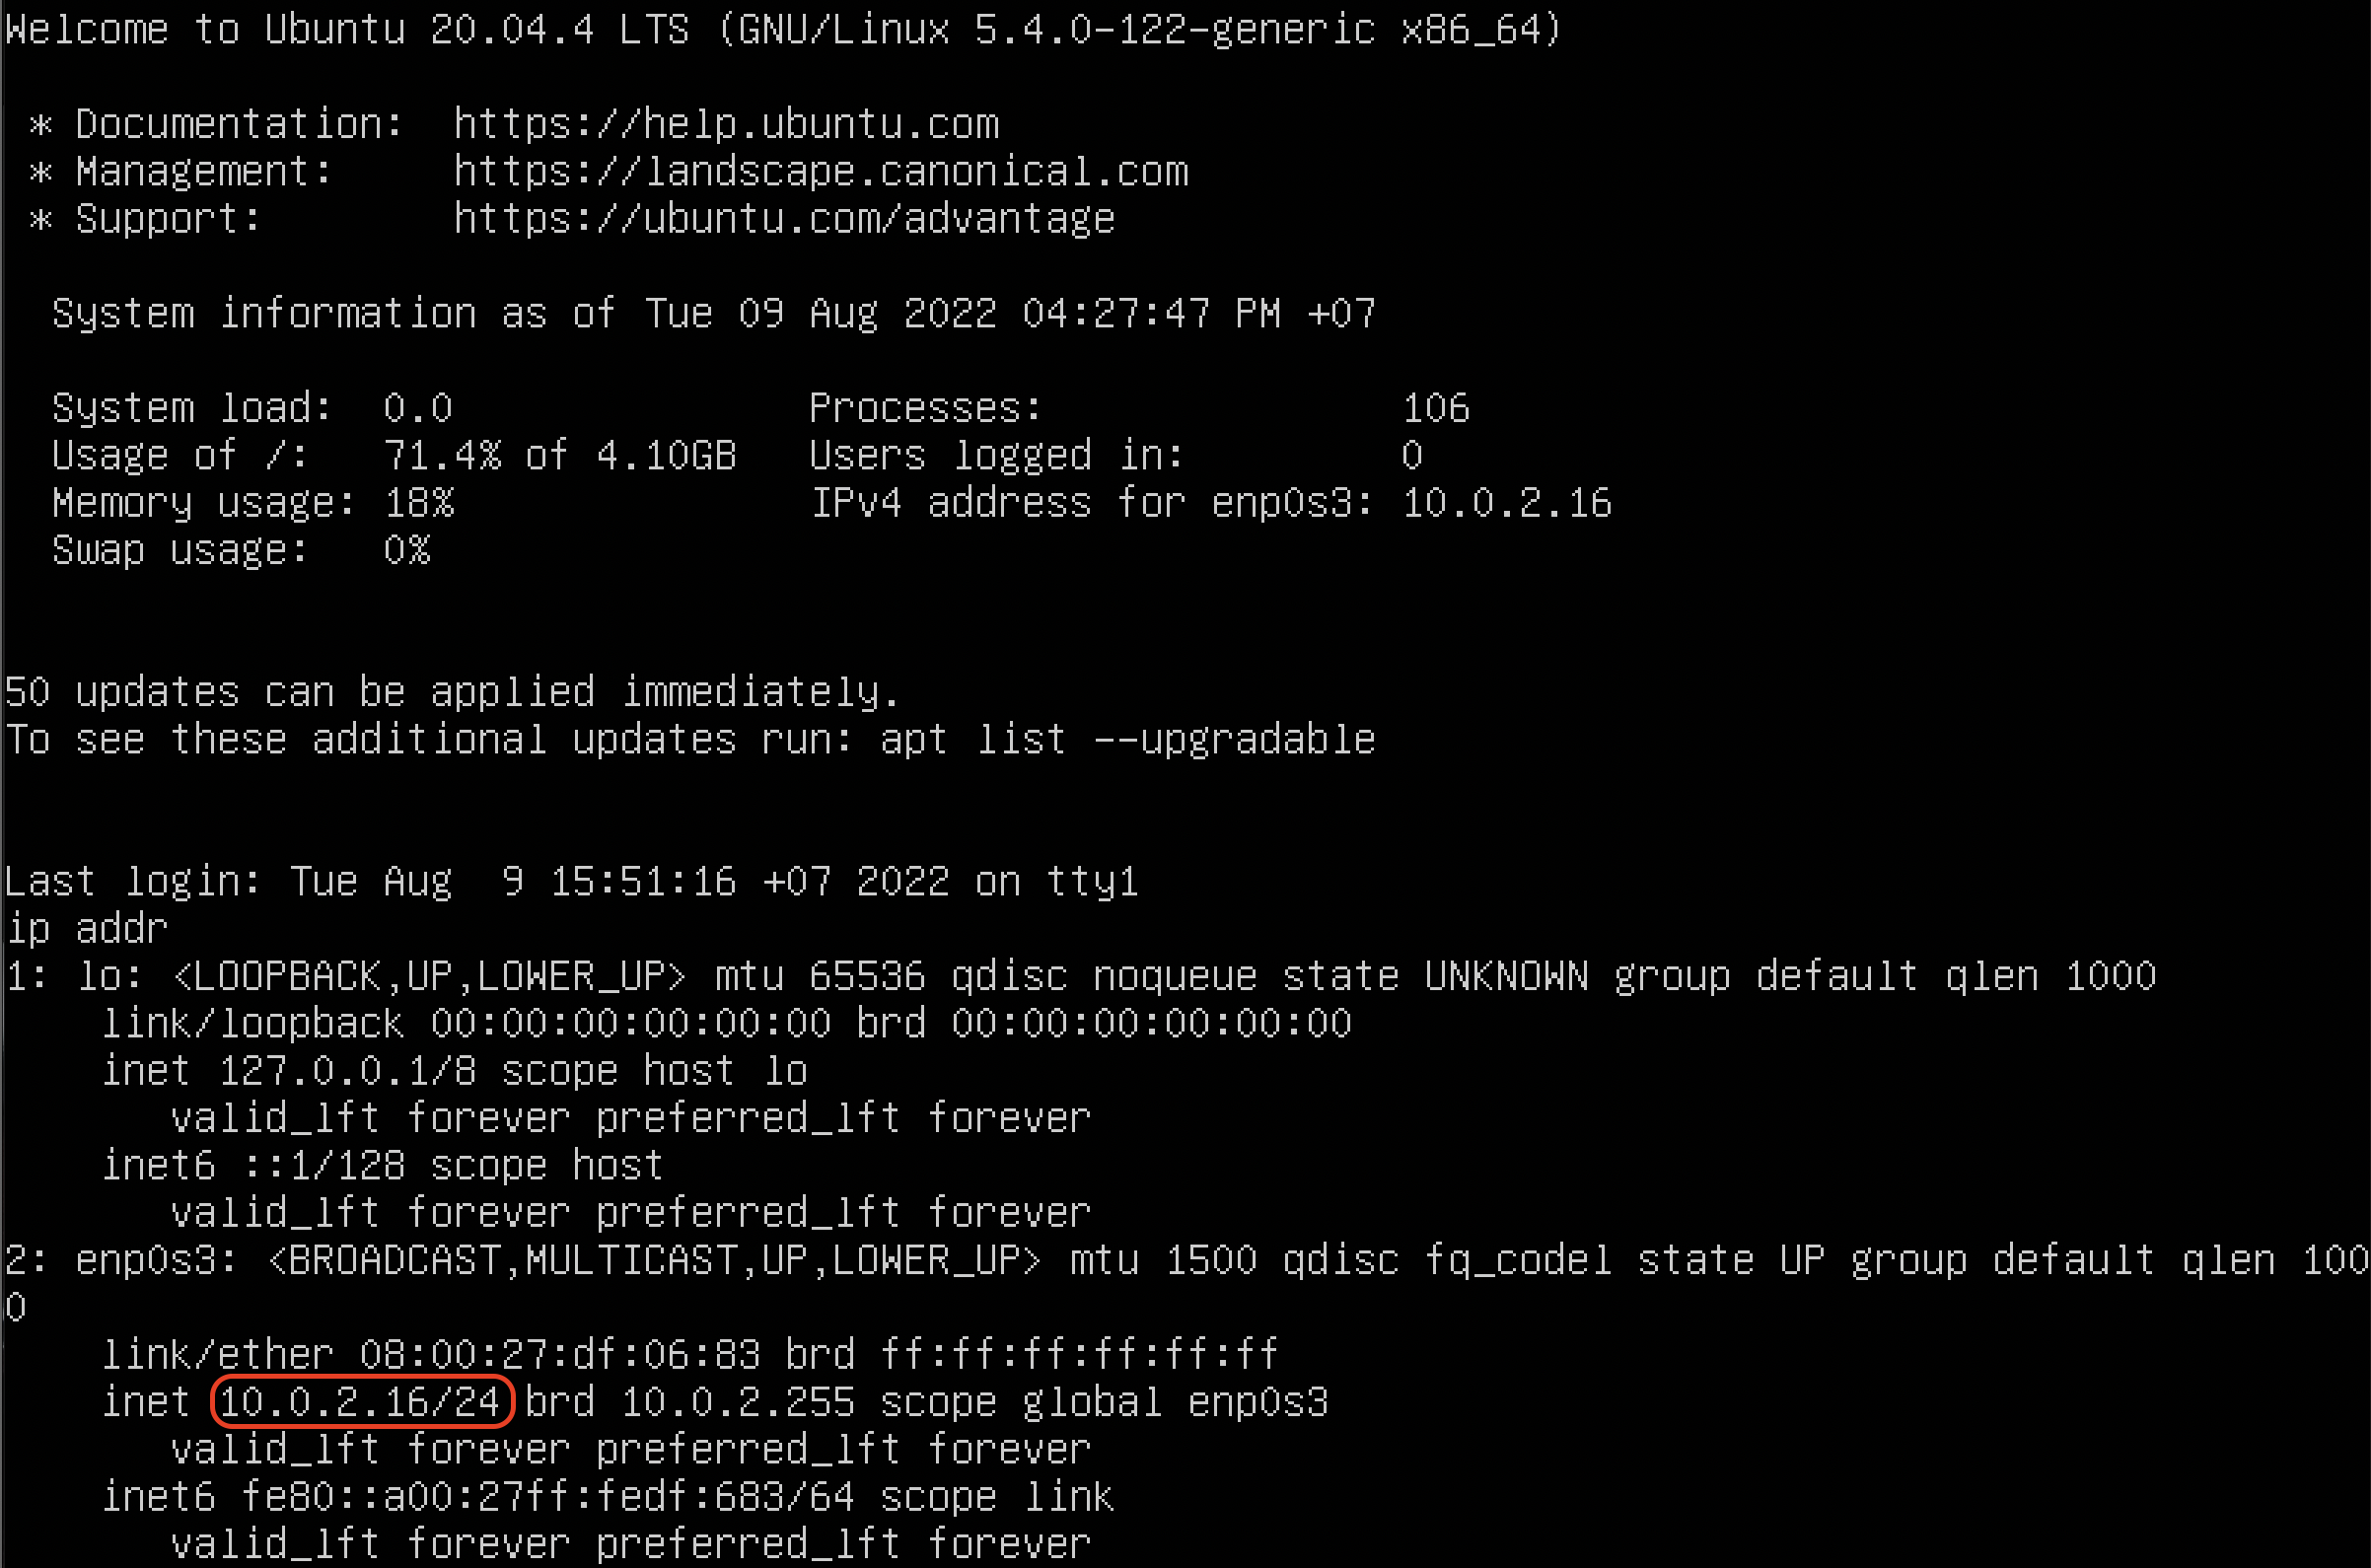 Welcome to Ubuntu 20.04.4 LTS (GNU/Linux 5.4.0-122-generic x86_64)
* Documentation:  https://help.ubuntu.com
* Management:     https://landscape.canonical.com
* Support:        https://ubuntu.com/advantage
System information as of Tue 09 Aug 2022 04:27:47 PM +07
System load:  0.0               Processes:               106
Usage of /:   71.4% of 4.10GB   Users logged in:         0
Memory usage: 18%               IPv4 address for enp0s3: 10.0.2.16
Swap usage:   0%
50 updates can be applied immediately.
To see these additional updates run: apt list --upgradable
Last login: Tue Aug  9 15:51:16 +07 2022 on tty1
ip addr
1: lo: <LOOPBACK,UP,LOWER_UP> mtu 65536 qdisc noqueue state UNKNOWN group default qlen 1000
link/loopback 00:00:00:00:00:00 brd 00:00:00:00:00:00
inet 127.0.0.1/8 scope host lo
valid_lft forever preferred_lft forever
inet6 ::1/128 scope host
valid_lft forever preferred_lft forever
2: enp0s3: <BROADCAST,MULTICAST,UP,LOWER_UP> mtu 1500 qdisc fq_codel state UP group default qlen 100
0
link/ether 08:00:27:df:06:83 brd ff:ff:ff:ff:ff:ff
inet 10.0.2.16/24 brd 10.0.2.255 scope global enp0s3
valid_lft forever preferred_lft forever
inet6 fe80::a00:27ff:fedf:683/64 scope link
valid_lft forever preferred_lft forever